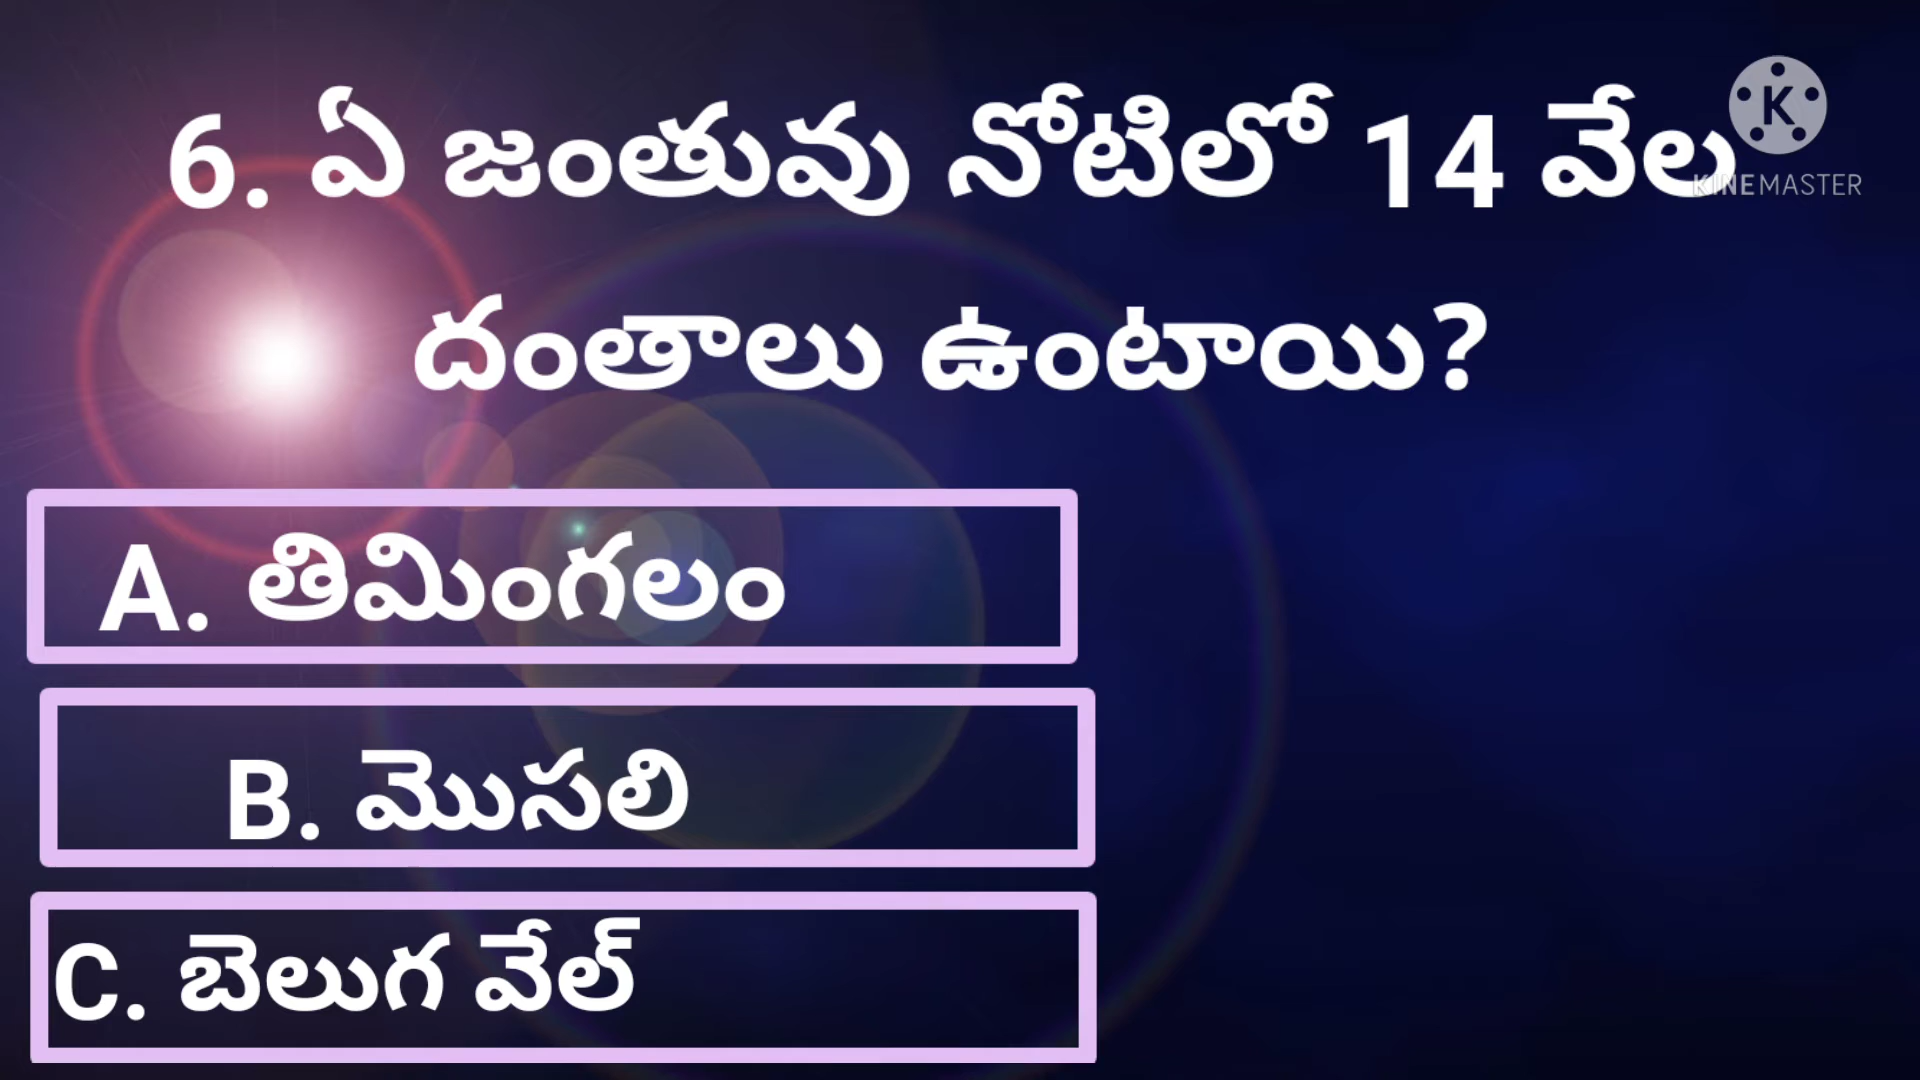 6. ఏ జంతువు నోటిలో 14 వేల
KINEMASTER
దంతాలు ఉంటాయి?
A. తిమింగలం
B. మొసలి
C. బెలుగ వేల్